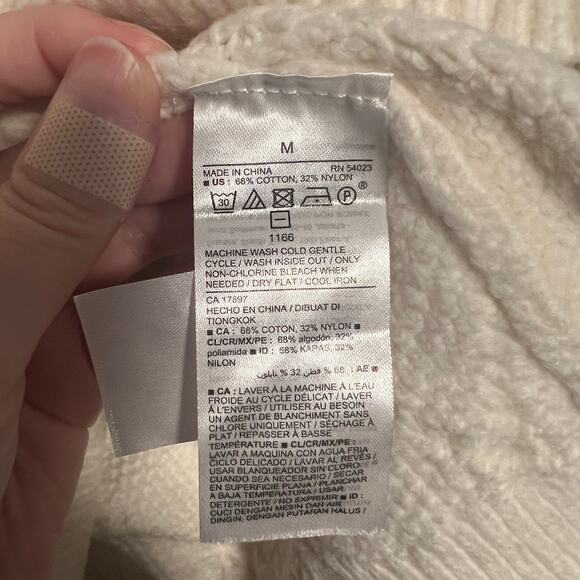 M
MADE IN CHINA RN 54023
■ US : 68% COTTON, 32% NYLON
30 P ®
1166
MACHINE WASH COLD GENTLE
CYCLE / WASH INSIDE OUT / ONLY
NON-CHLORINE BLEACH WHEN
NEEDED / DRY FLAT / COOL IRON
CA 17897
HECHO EN CHINA / DIBUAT DI
TIONGKOK
■ CA : 68% COTTON, 32% NYLON ■
CL/CR/MX/PE : 68% algodón, 32%
poliamida ■ ID : 68% KAPAS, 32%
NILON
■ AE : 68 % قطن 32 % نايلون
■ CA : LAVER À LA MACHINE À L'EAU
FROIDE AU CYCLE DÉLICAT / LAVER
À L'ENVERS / UTILISER AU BESOIN
UN AGENT DE BLANCHIMENT SANS
CHLORE UNIQUEMENT / SÉCHAGE À
PLAT / REPASSER À BASSE
TEMPÉRATURE ■ CL/CR/MX/PE :
LAVAR A MAQUINA CON AGUA FRIA
CICLO DELICADO / LAVAR AL REVÉS /
USAR BLANQUEADOR SIN CLORO
CUANDO SEA NECESARIO / SECAR
EN SUPERFICIE PLANA / PLANCHAR
A BAJA TEMPERATURA / USAR
DETERGENTE / NO EXPRIMIR ■ ID :
CUCI DENGAN MESIN DAN AIR
DINGIN, DENGAN PUTARAN HALUS /